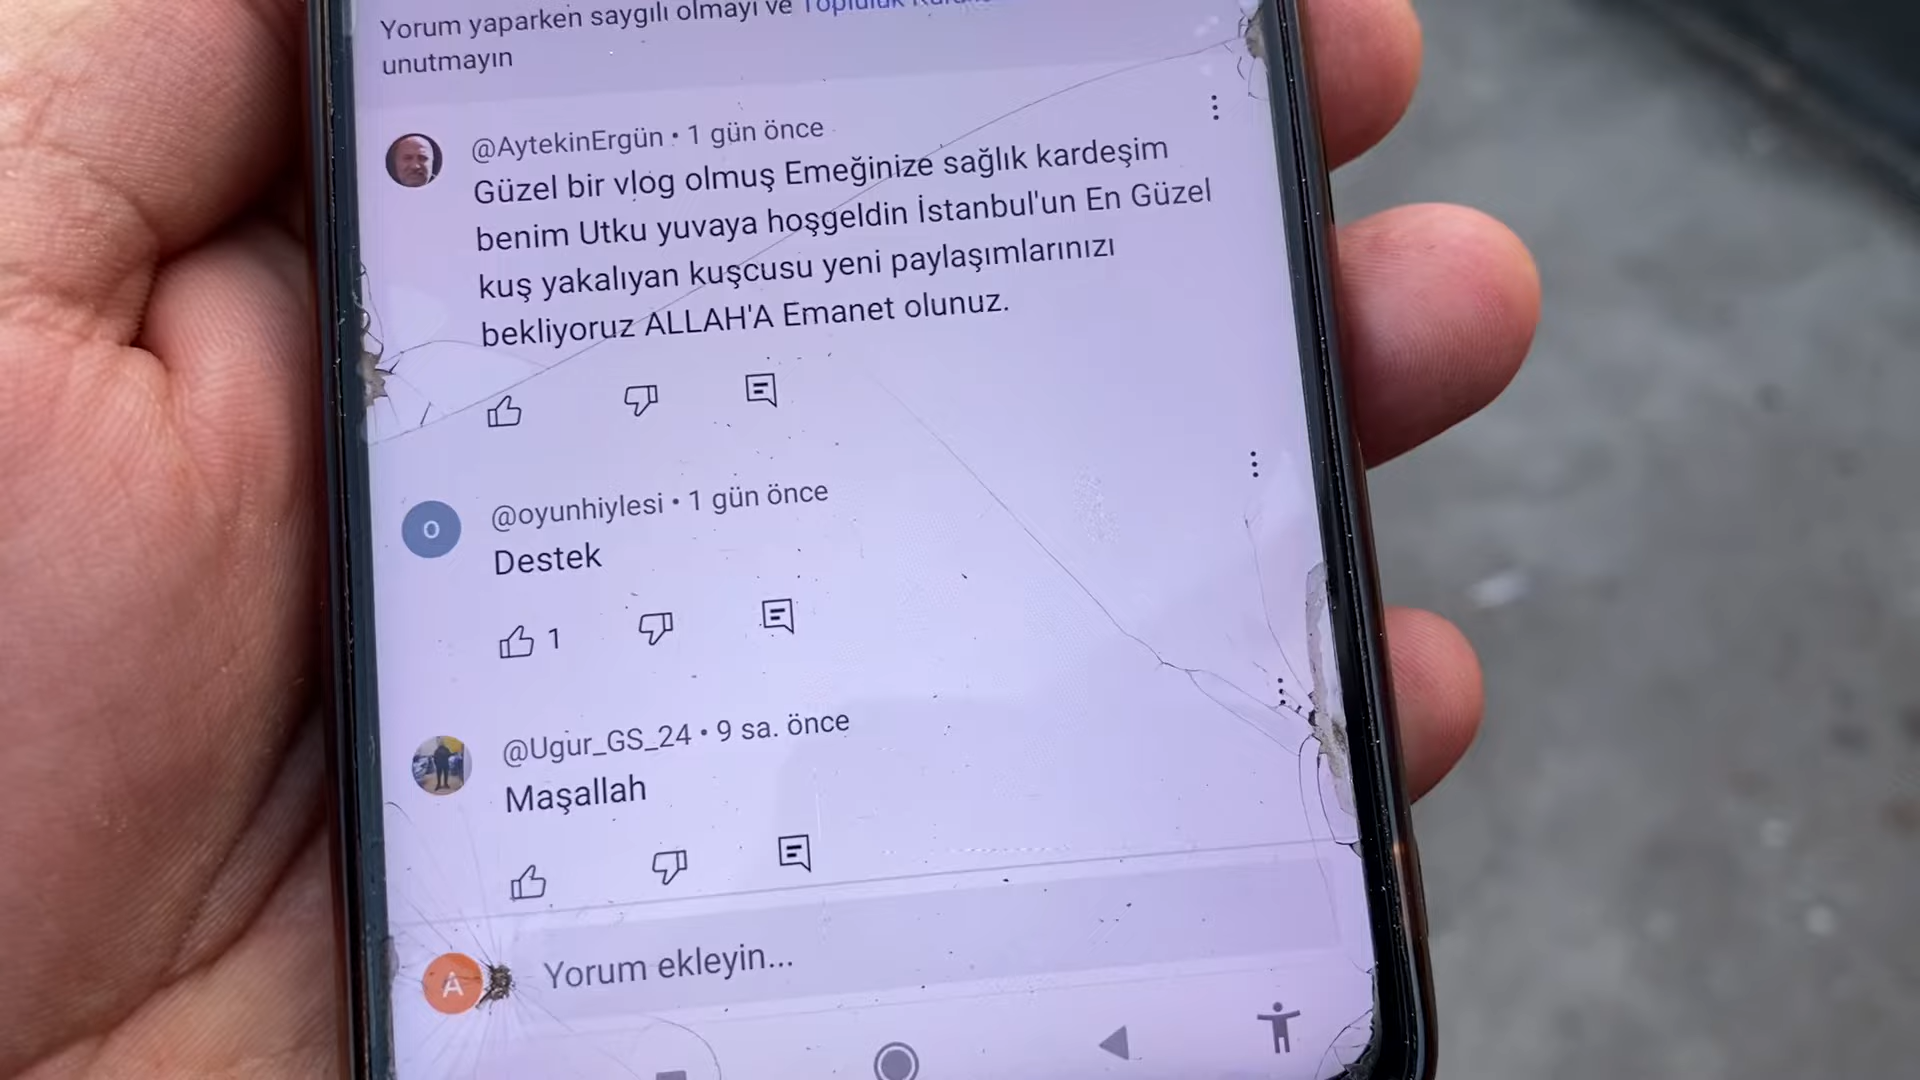 Yorum yaparken saygılı olmayı ve Topluluk
unutmayın
@AytekinErgün • 1 gün önce
Güzel bir vlog olmuş Emeğinize sağlık kardeşim
benim Utku yuvaya hoşgeldin İstanbul'un En Güzel
kuş yakalıyan kuşcusu yeni paylaşımlarınızı
bekliyoruz ALLAH'A Emanet olunuz.
O
@oyunhiylesi • 1 gün önce
Destek
1
@Ugur_GS_24 • 9 sa. önce
Maşallah
A
Yorum ekleyin...